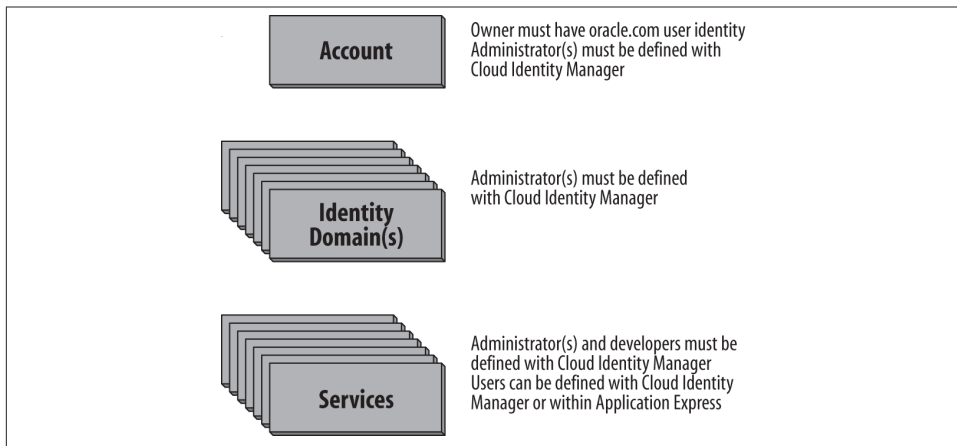 Account
Owner must have oracle.com user identity
Administrator(s) must be defined with
Cloud Identity Manager
Identity
Domain(s)
Administrator(s) must be defined
with Cloud Identity Manager
Services
Administrator(s) and developers must be
defined with Cloud Identity Manager
Users can be defined with Cloud Identity
Manager or within Application Express